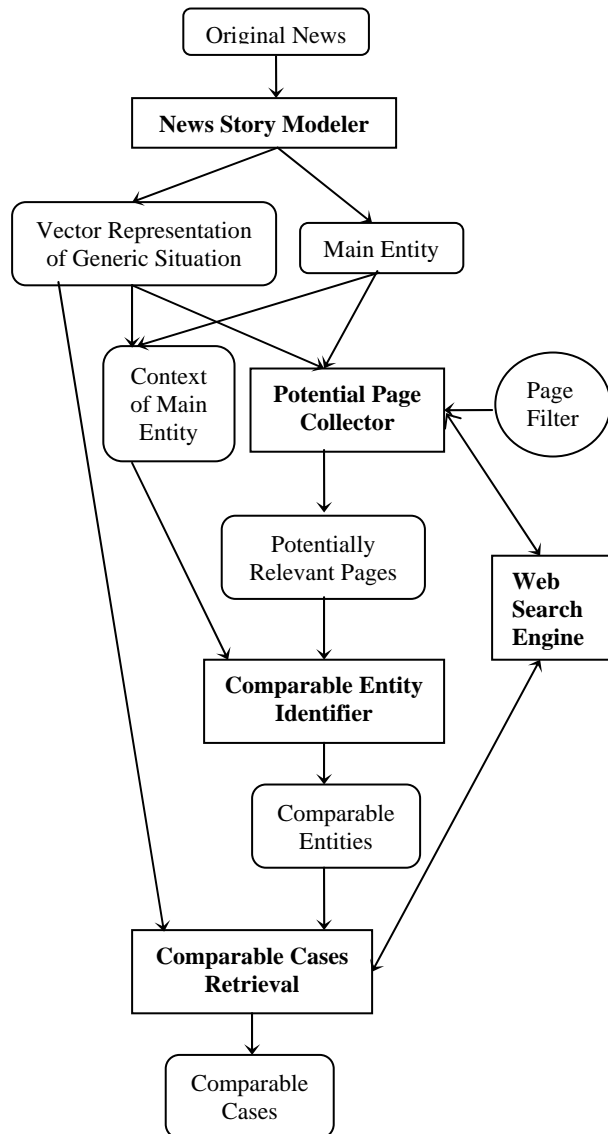 Original News
News Story Modeler
Vector Representation
of Generic Situation
Main Entity
Context
of Main
Entity
Potential Page
Collector
Page
Filter
Potentially
Relevant Pages
Web
Search
Engine
Comparable Entity
Identifier
Comparable
Entities
Comparable Cases
Retrieval
Comparable
Cases